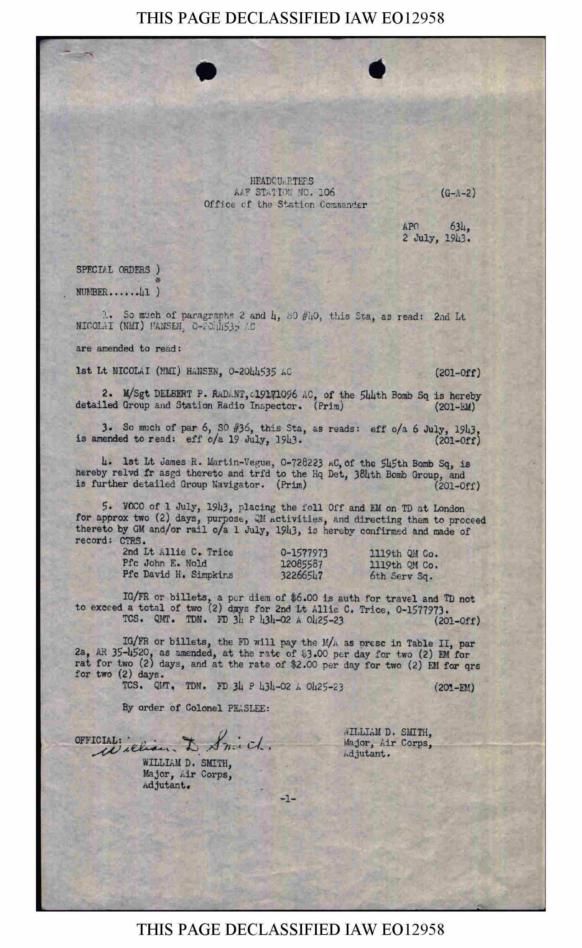 THIS PAGE DECLASSIFIED IAW EO12958
HEADQUARTERS
AAF STATION NO. 106 (G-A-2)
Office of the Station Commander
APO 634,
2 July, 1943.
SPECIAL ORDERS )
:
NUMBER......41 )
1. So much of paragraphs 2 and 4, SO #40, this Sta, as read: 2nd Lt
NICOLAI (NMI) HANSEN, O-2044535 AC
are amended to read:
1st Lt NICOLAI (NMI) HANSEN, O-2044535 AC (201-Off)
2. M/Sgt DELBERT P. RADANT, 19171096 AC, of the 544th Bomb Sq is hereby
detailed Group and Station Radio Inspector. (Prim) (201-EM)
3. So much of par 6, SO #36, this Sta, as reads: eff o/a 6 July, 1943,
is amended to read: eff o/a 19 July, 1943. (201-Off)
4. 1st Lt James R. Martin-Vegue, O-728223 AC, of the 545th Bomb Sq, is
hereby relvd fr asgd thereto and trfd to the Hq Det, 384th Bomb Group, and
is further detailed Group Navigator. (Prim) (201-Off)
5. VOCO of 1 July, 1943, placing the foll Off and EM on TD at London
for approx two (2) days, purpose, QM activities, and directing them to proceed
thereto by GM and/or rail o/a 1 July, 1943, is hereby confirmed and made of
record: CTRS.
2nd Lt Allie C. Trice O-1577973 1119th QM Co.
Pfc John E. Nold 12085587 1119th QM Co.
Pfc David H. Simpkins 32266547 6th Serv Sq.
IG/FR or billets, a per diem of $6.00 is auth for travel and TD not
to exceed a total of two (2) days for 2nd Lt Allie C. Trice, O-1577973.
TCS. QMT. TDN. FD 34 P 434-02 A 0425-23 (201-Off)
IG/FR or billets, the FD will pay the M/A as presc in Table II, par
2a, AR 35-4520, as amended, at the rate of $3.00 per day for two (2) EM for
rat for two (2) days, and at the rate of $2.00 per day for two (2) EM for qrs
for two (2) days.
TCS. QMT. TDN. FD 34 P 434-02 A 0425-23 (201-EM)
By order of Colonel PEASLEE:
WILLIAM D. SMITH,
Major, Air Corps,
Adjutant.
OFFICIAL: William D Smith.
WILLIAM D. SMITH,
Major, Air Corps,
Adjutant.
-1-
THIS PAGE DECLASSIFIED IAW EO12958